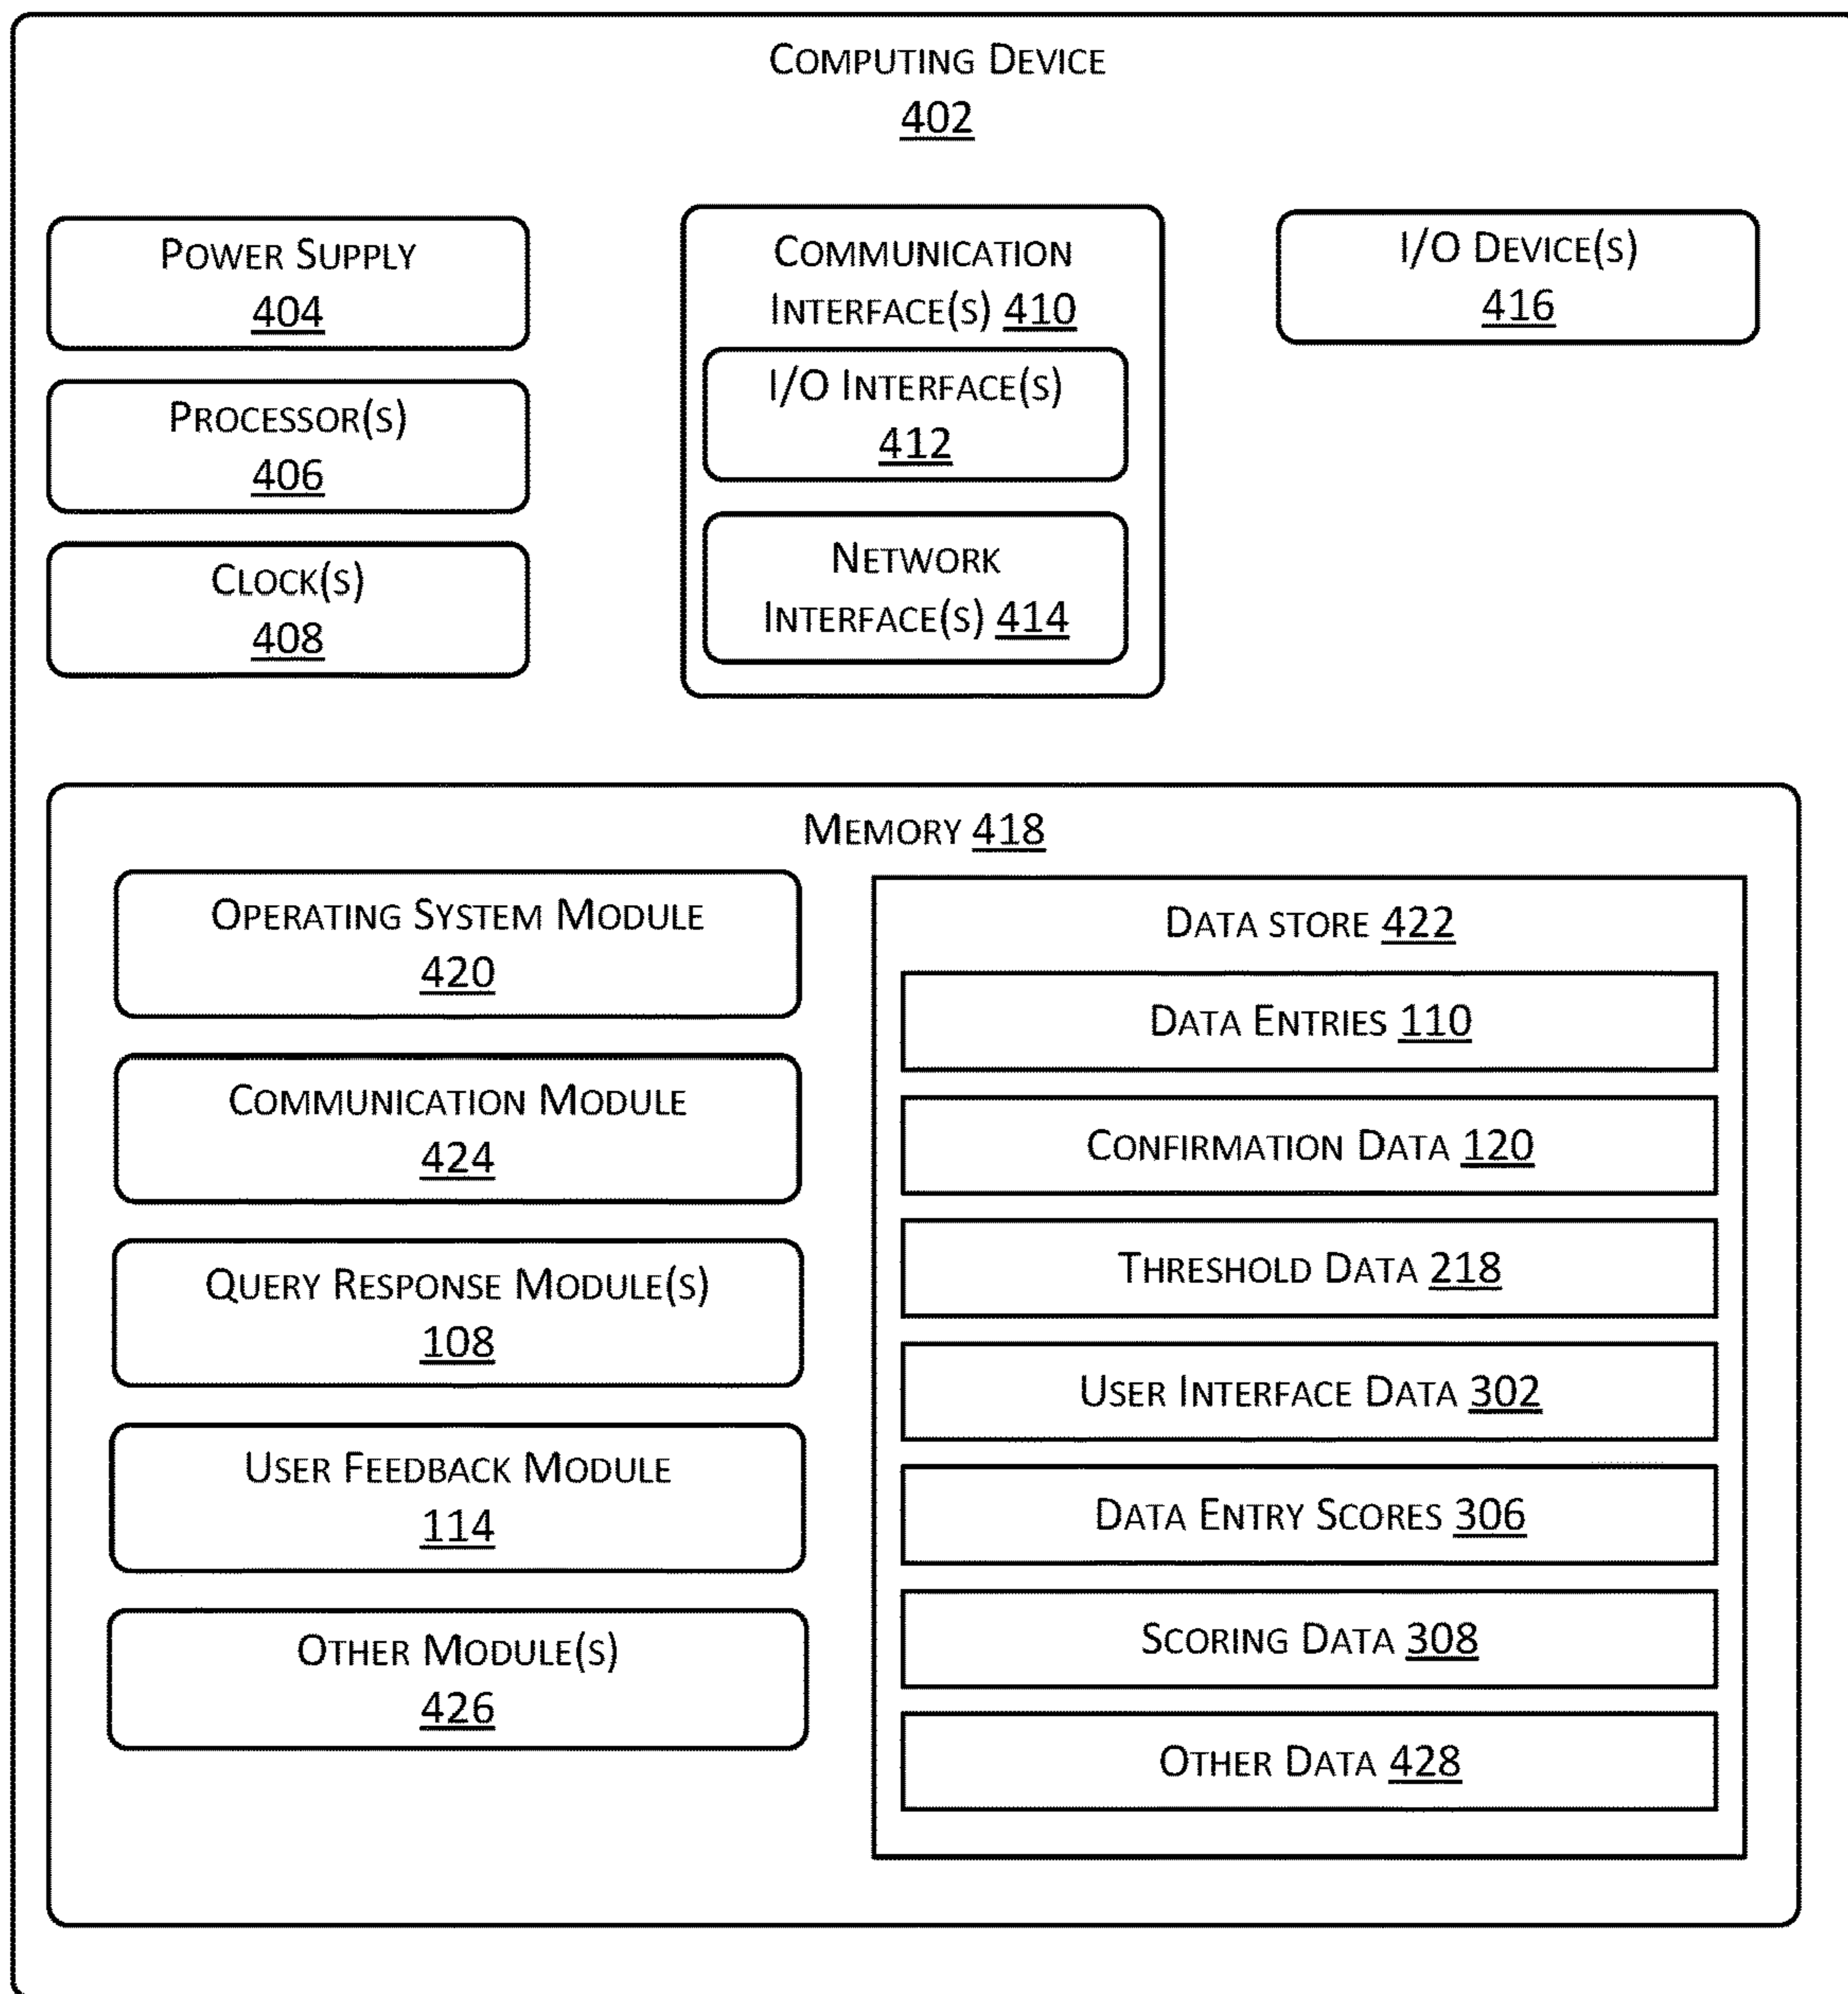 COMPUTING DEVICE
402
POWER SUPPLY
404
PROCESSOR(S)
406
CLOCK(S)
408
COMMUNICATION
INTERFACE(S) 410
I/O INTERFACE(S)
412
NETWORK
INTERFACE(S) 414
I/O DEVICE(S)
416
MEMORY 418
OPERATING SYSTEM MODULE
420
COMMUNICATION MODULE
424
QUERY RESPONSE MODULE(S)
108
USER FEEDBACK MODULE
114
OTHER MODULE(S)
426
DATA STORE 422
DATA ENTRIES 110
CONFIRMATION DATA 120
THRESHOLD DATA 218
USER INTERFACE DATA 302
DATA ENTRY SCORES 306
SCORING DATA 308
OTHER DATA 428